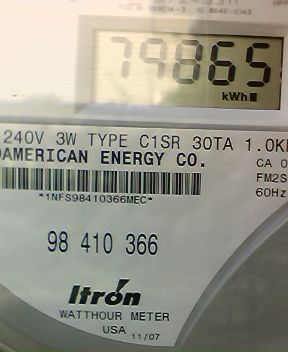 79865
kWh
240V 3W TYPE C1SR 30TA 1.0K
AMERICAN ENERGY CO.
CA 0
*1NFS98410366MEC*
FM2S
60Hz
98 410 366
Itron
WATTHOUR METER
USA 11/07